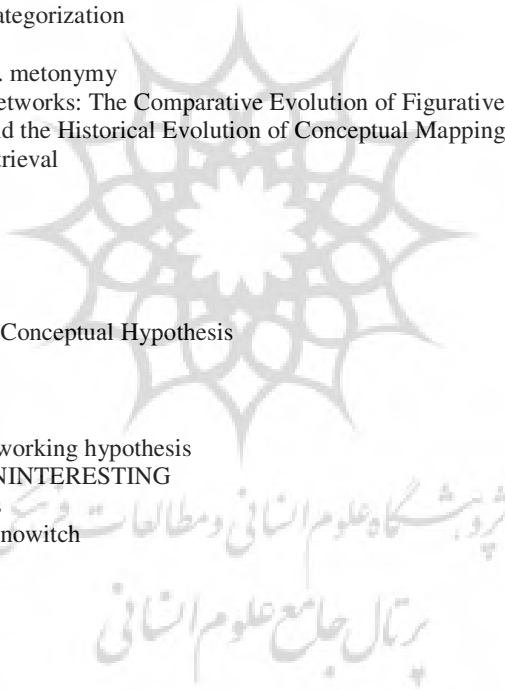 ategorization
. metonymy
etworks: The Comparative Evolution of Figurative
d the Historical Evolution of Conceptual Mapping
trieval
Conceptual Hypothesis
working hypothesis
NINTERESTING
s
nowitch
پژوهشگاه علوم انسانی و مطالعات فرهنگی
پرتال جامع علوم انسانی